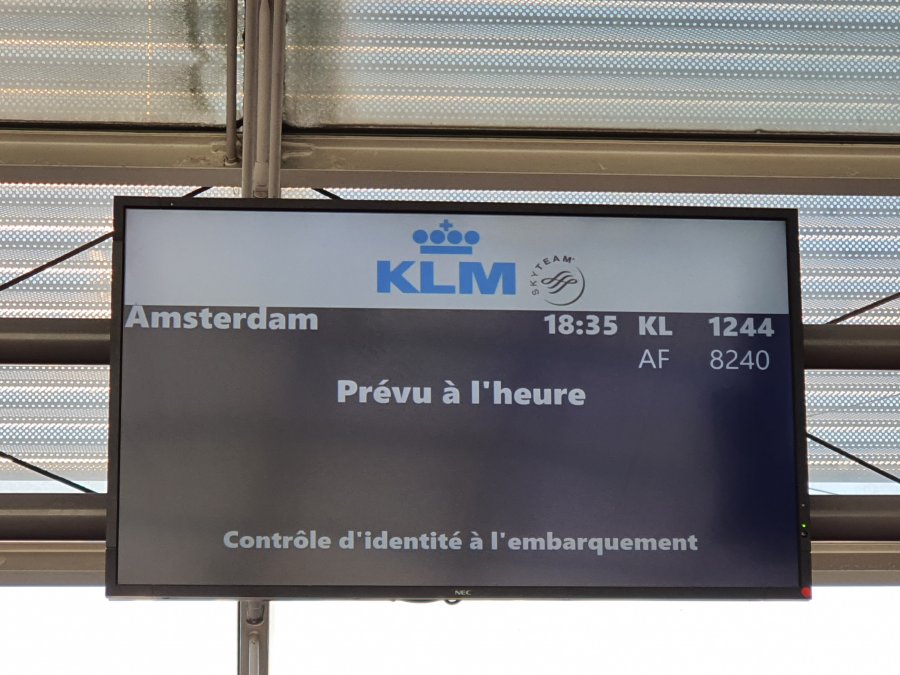 KLM SKYTEAM
Amsterdam 18:35 KL 1244
AF 8240
Prévu à l'heure
Contrôle d'identité à l'embarquement
NEC